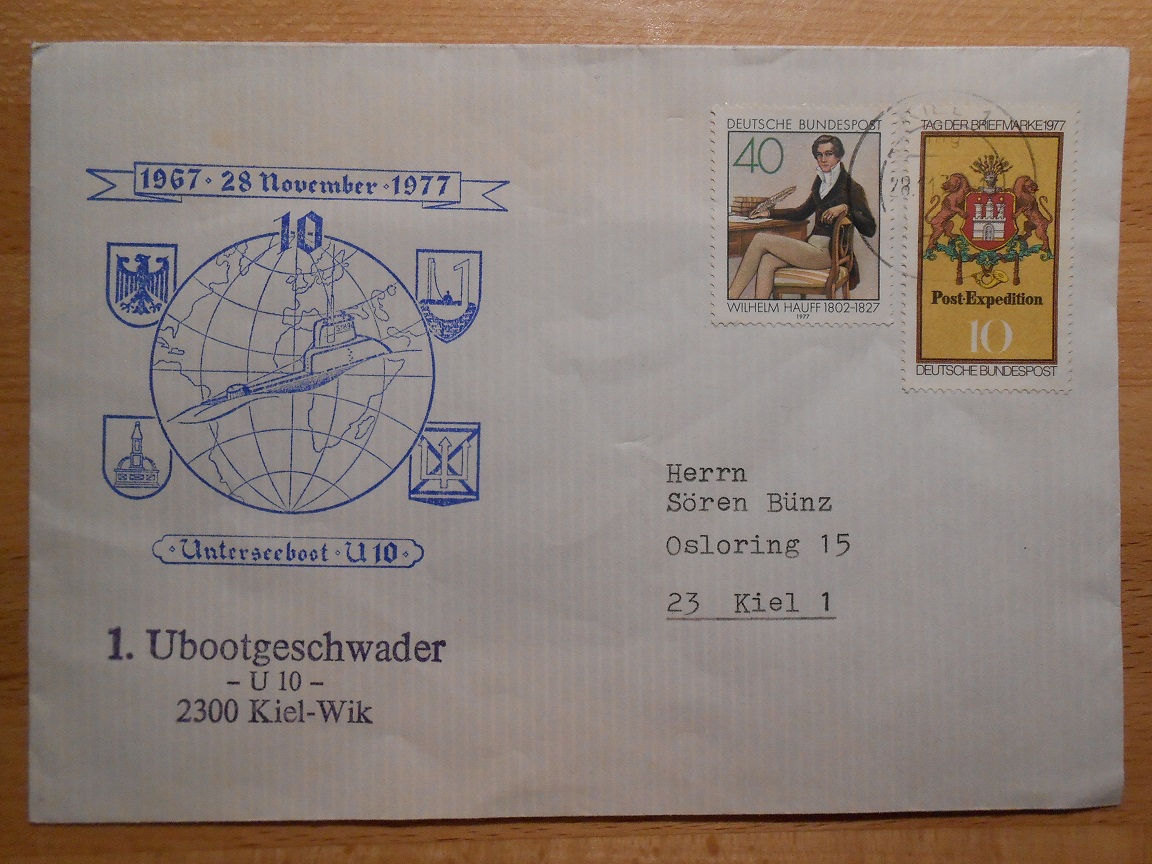 1967 · 28 November · 1977
10
Unterseeboot · U 10
1. Ubootgeschwader
– U 10 –
2300 Kiel-Wik
DEUTSCHE BUNDESPOST
40
WILHELM HAUFF 1802-1827
1977
TAG DER BRIEFMARKE 1977
Post-Expedition
10
DEUTSCHE BUNDESPOST
Herrn
Sören Bünz
Osloring 15
23 Kiel 1